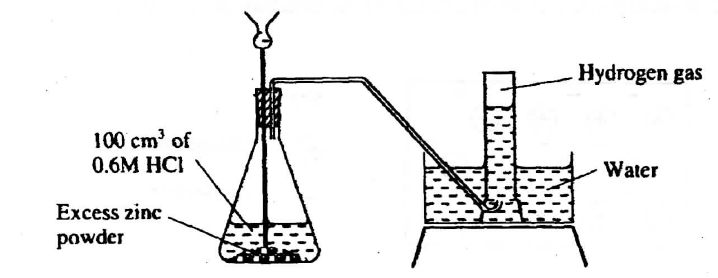 Hydrogen gas
100 cm³ of
0.6M HCl
Water
Excess zinc
powder